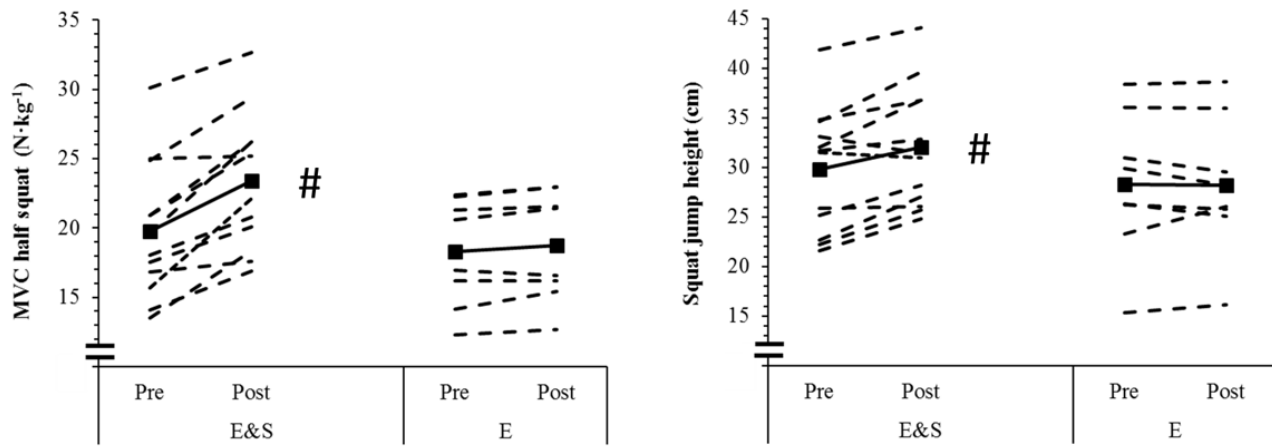 MVC half squat (N·kg⁻¹)
35
30
25
20
15
#
Pre
Post
Pre
Post
E&S
E
Squat jump height (cm)
45
40
35
30
25
20
15
#
Pre
Post
Pre
Post
E&S
E